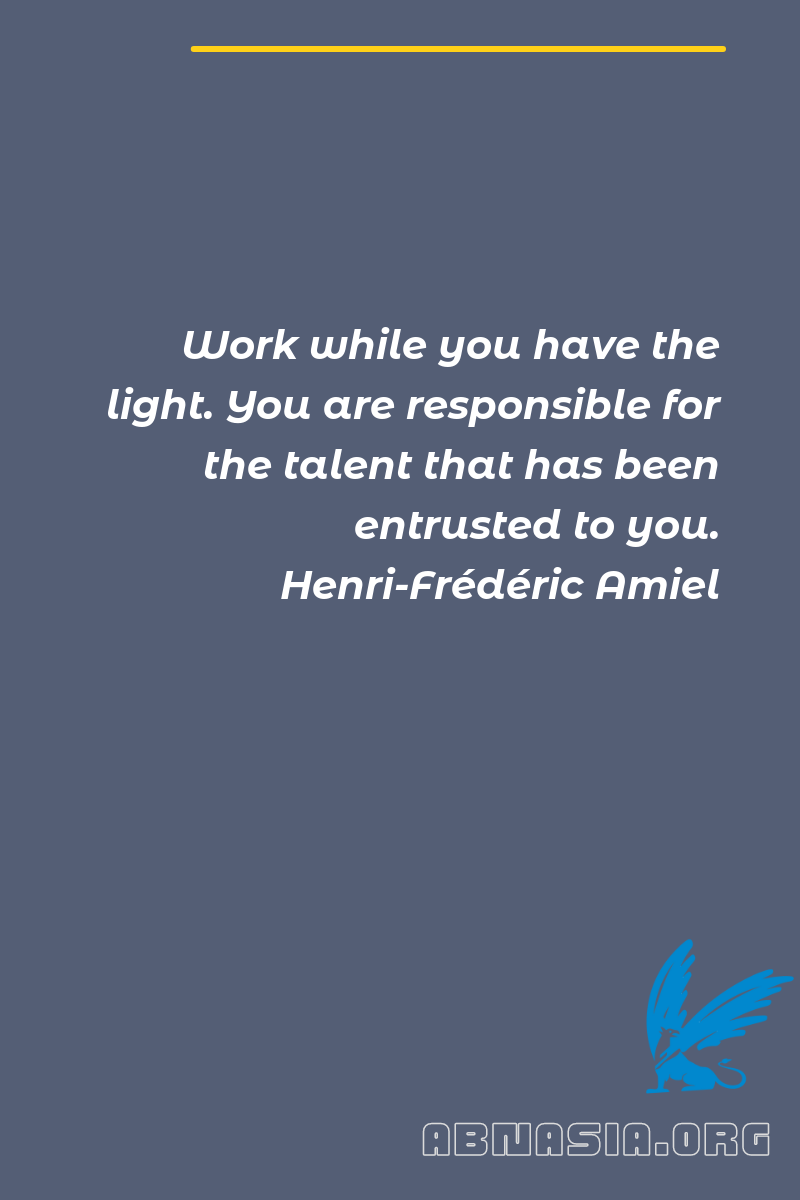 Work while you have the
light. You are responsible for
the talent that has been
entrusted to you.
Henri-Frédéric Amiel
ABNASIA.ORG